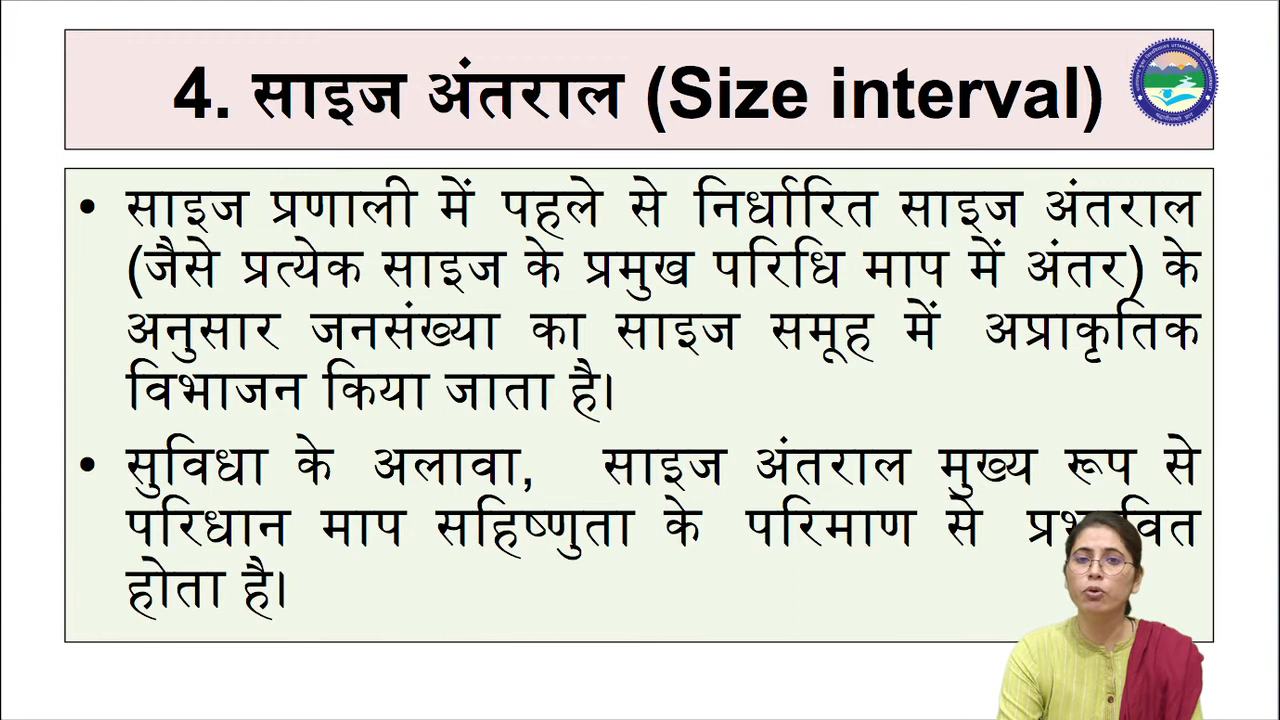 4. साइज अंतराल (Size interval)
• साइज प्रणाली में पहले से निर्धारित साइज अंतराल
(जैसे प्रत्येक साइज के प्रमुख परिधि माप में अंतर) के
अनुसार जनसंख्या का साइज समूह में अप्राकृतिक
विभाजन किया जाता है।
• सुविधा के अलावा, साइज अंतराल मुख्य रूप से
परिधान माप सहिष्णुता के परिमाण से प्रभावित
होता है।